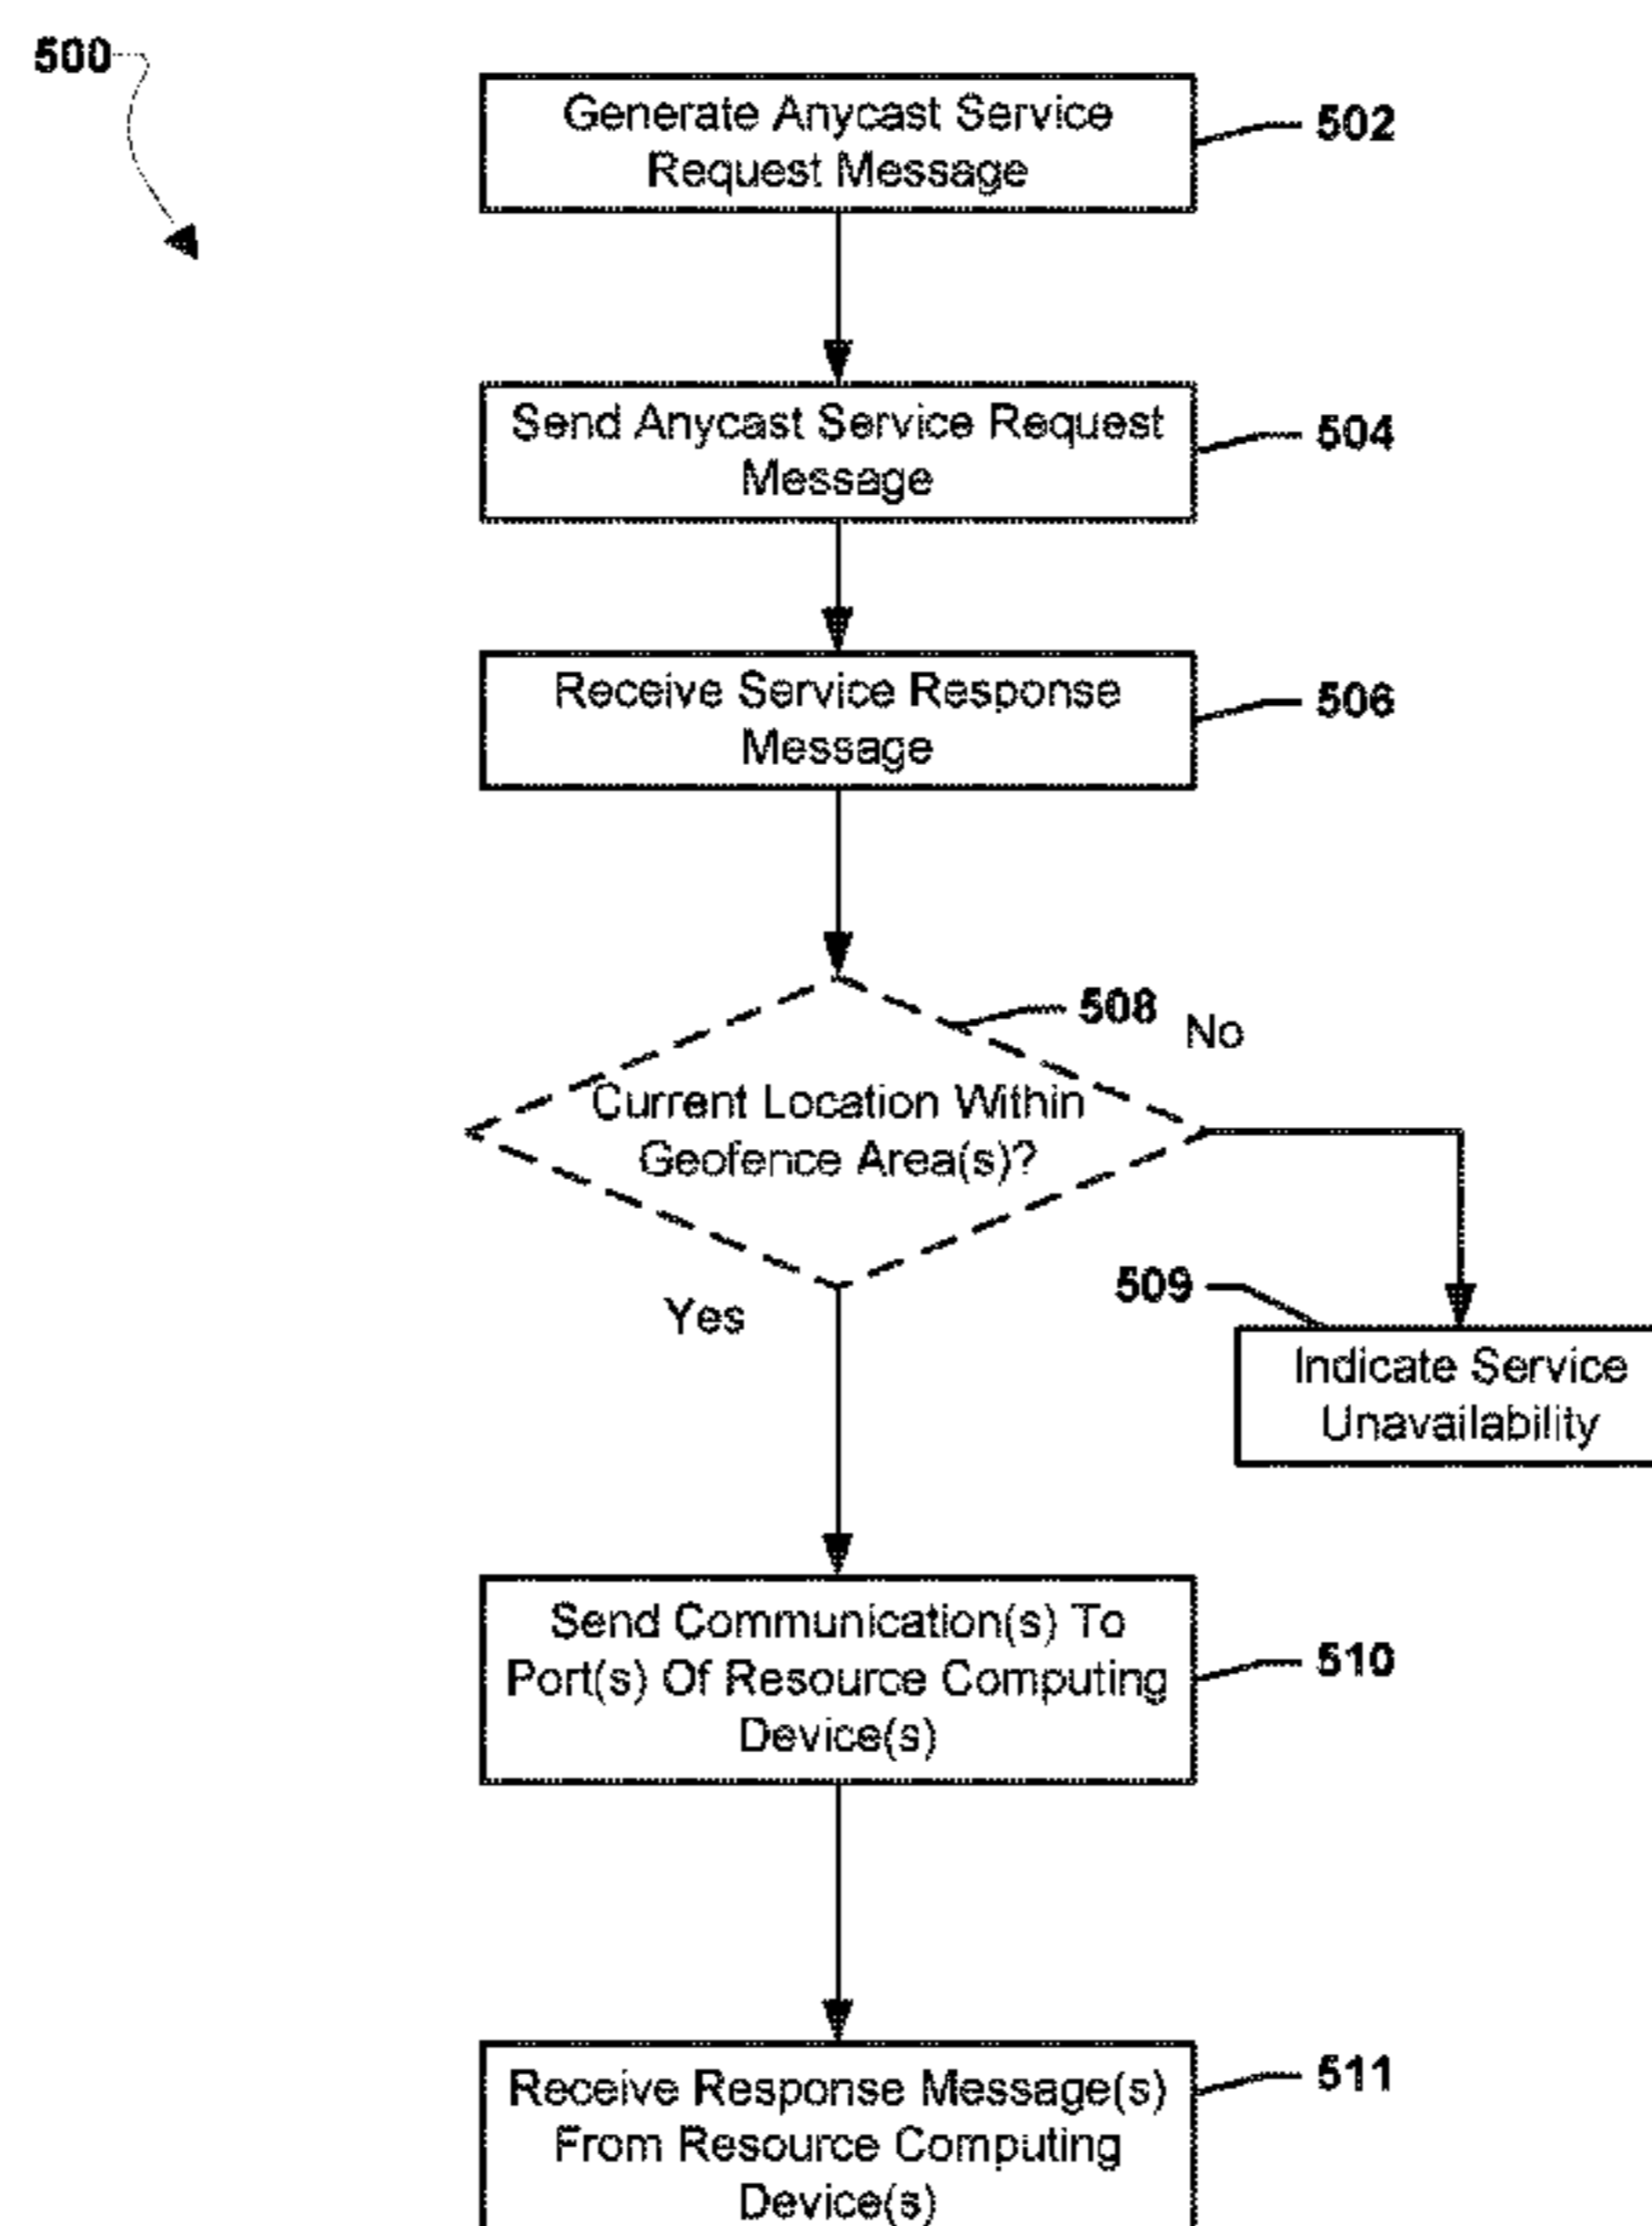 500
Generate Anycast Service
Request Message
502
Send Anycast Service Request
Message
504
Receive Service Response
Message
506
508
No
Current Location Within
Geofence Area(s)?
Yes
509
Indicate Service
Unavailability
Send Communication(s) To
Port(s) Of Resource Computing
Device(s)
510
Receive Response Message(s)
From Resource Computing
Device(s)
511